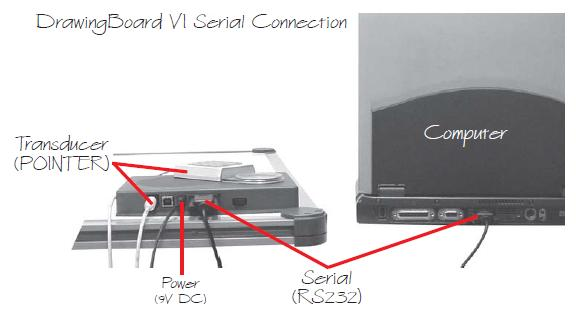 DrawingBoard VI Serial Connection
Computer
Transducer
(POINTER)
Power
(9V DC)
Serial
(RS232)